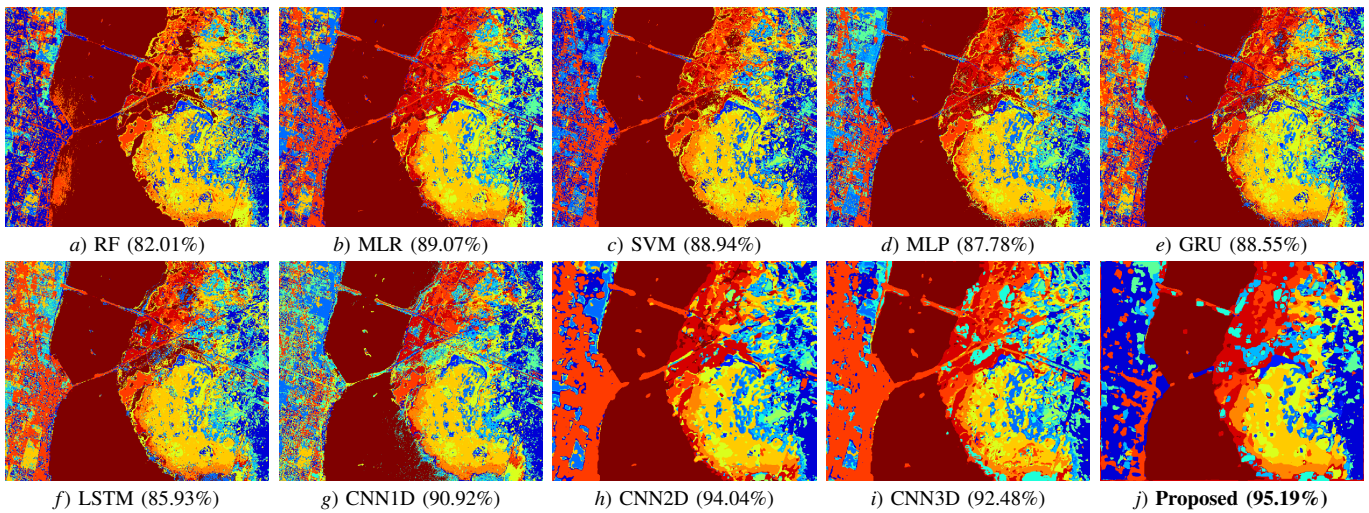 a) RF (82.01%) b) MLR (89.07%) c) SVM (88.94%) d) MLP (87.78%) e) GRU (88.55%)
f) LSTM (85.93%) g) CNN1D (90.92%) h) CNN2D (94.04%) i) CNN3D (92.48%) j) Proposed (95.19%)